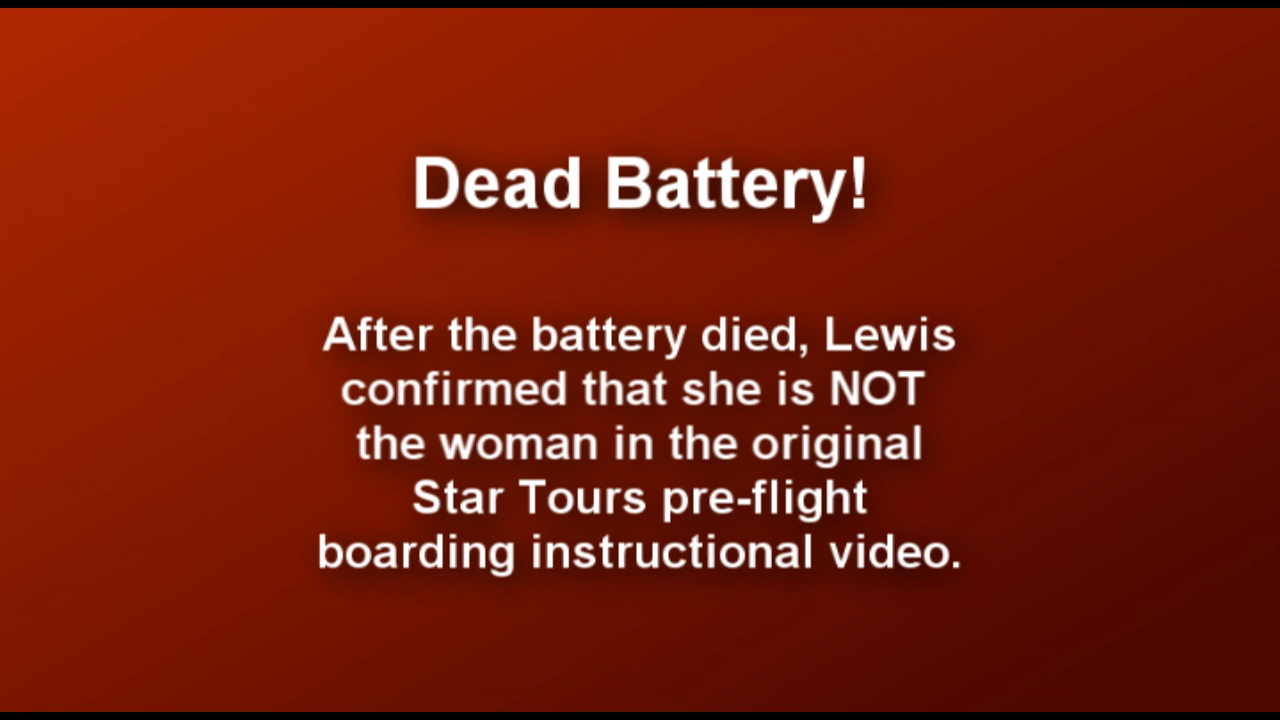 Dead Battery!
After the battery died, Lewis
confirmed that she is NOT
the woman in the original
Star Tours pre-flight
boarding instructional video.